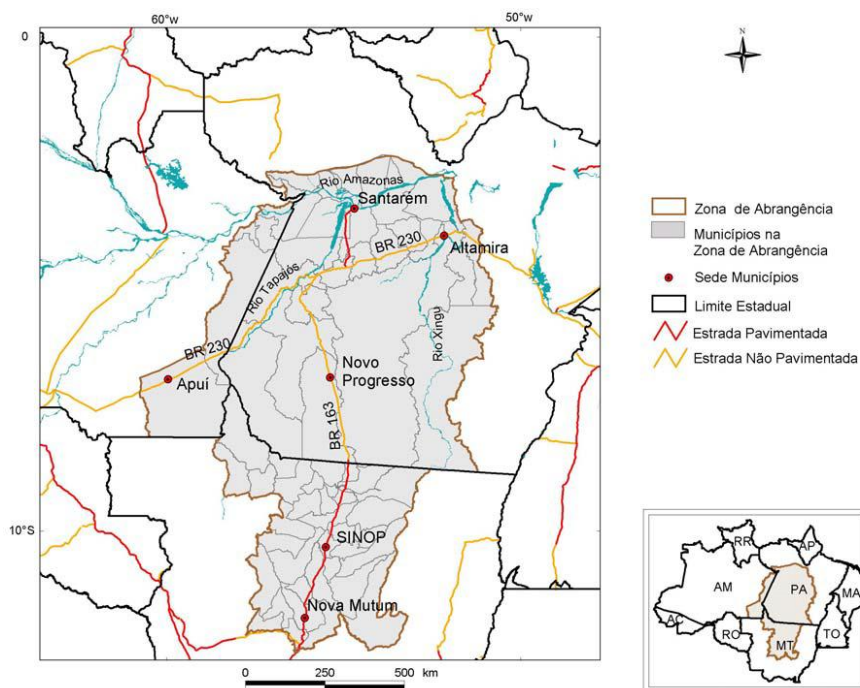 60°w
50°w
0
N
Rio Amazonas
Santarém
BR 230
Altamira
Rio Tapajós
Rio Xingu
BR 230
Apuí
Novo
Progresso
BR 163
10°S
SINOP
Nova Mutum
0 250 500 km
Zona de Abrangência
Municípios na
Zona de Abrangência
Sede Municípios
Limite Estadual
Estrada Pavimentada
Estrada Não Pavimentada
RR
AP
AM
PA
MA
AC
RO
MT
TO